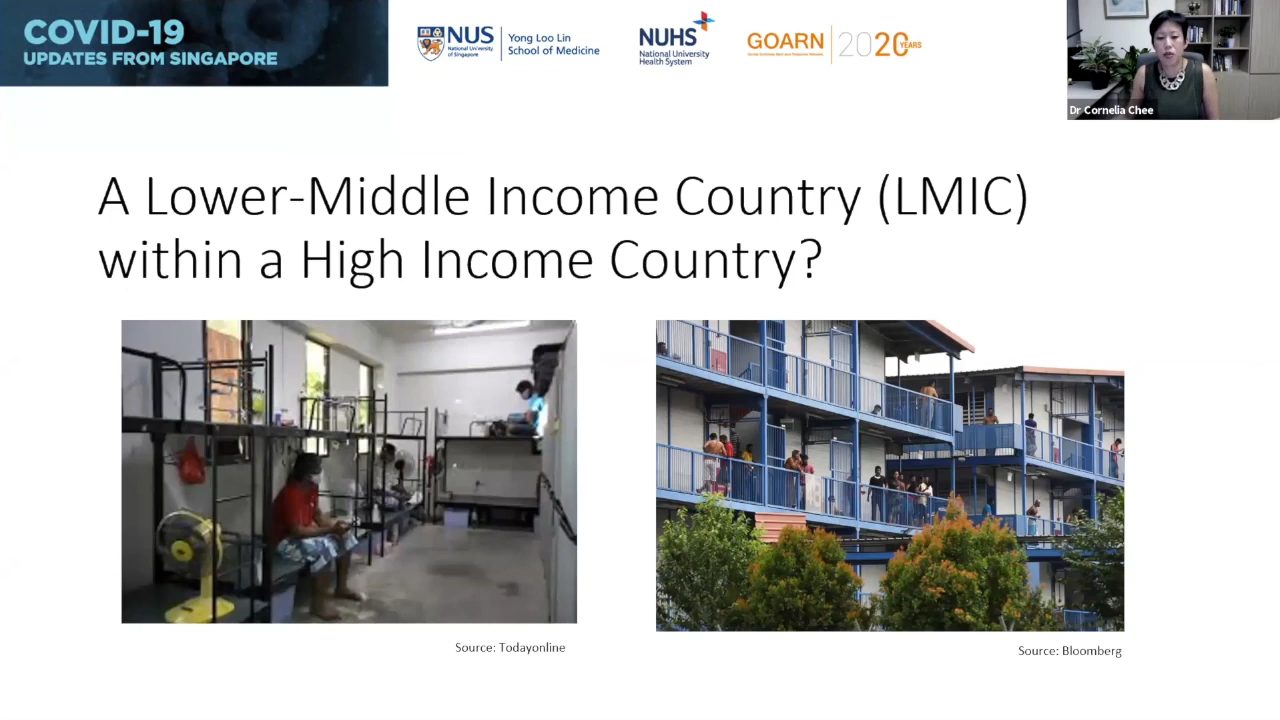 COVID-19
UPDATES FROM SINGAPORE
NUS
National University
of Singapore
Yong Loo Lin
School of Medicine
NUHS
National University
Health System
GOARN
2020 YEARS
Dr Cornelia Chee
A Lower-Middle Income Country (LMIC)
within a High Income Country?
Source: Todayonline
Source: Bloomberg